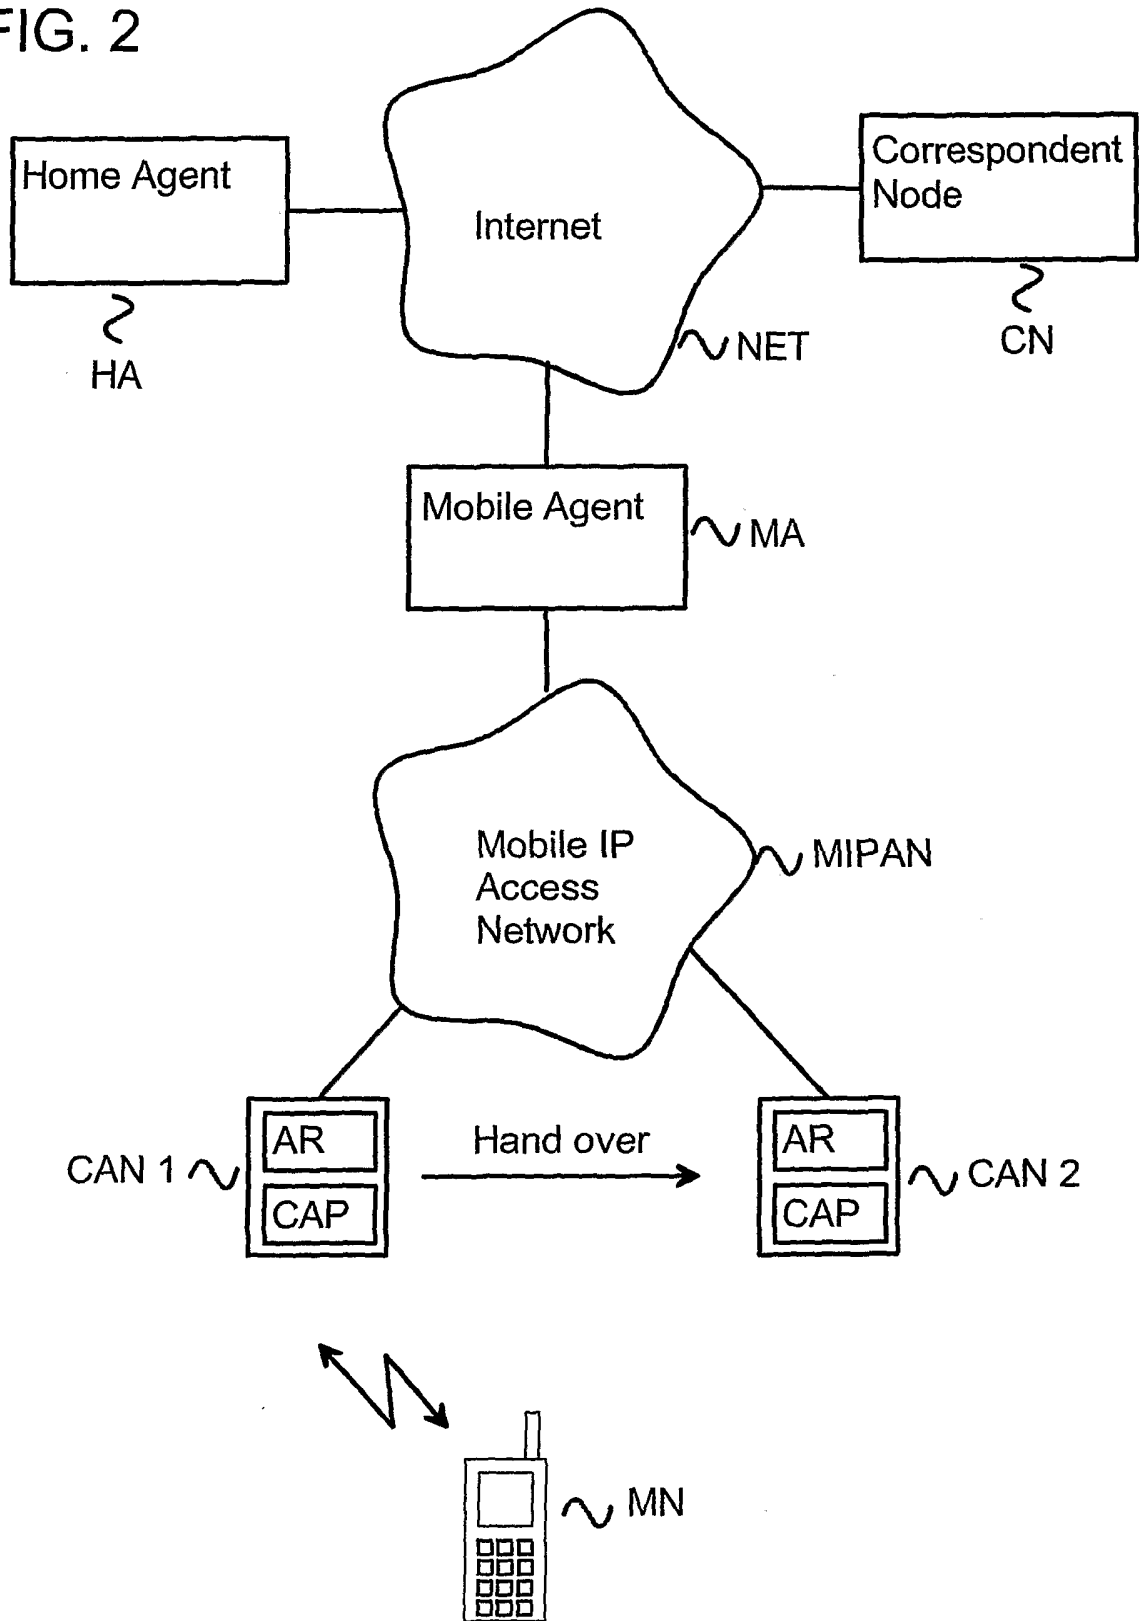 FIG. 2
Home Agent
HA
Internet
NET
Correspondent
Node
CN
Mobile Agent
MA
Mobile IP
Access
Network
MIPAN
CAN 1
AR
CAP
Hand over
AR
CAP
CAN 2
MN